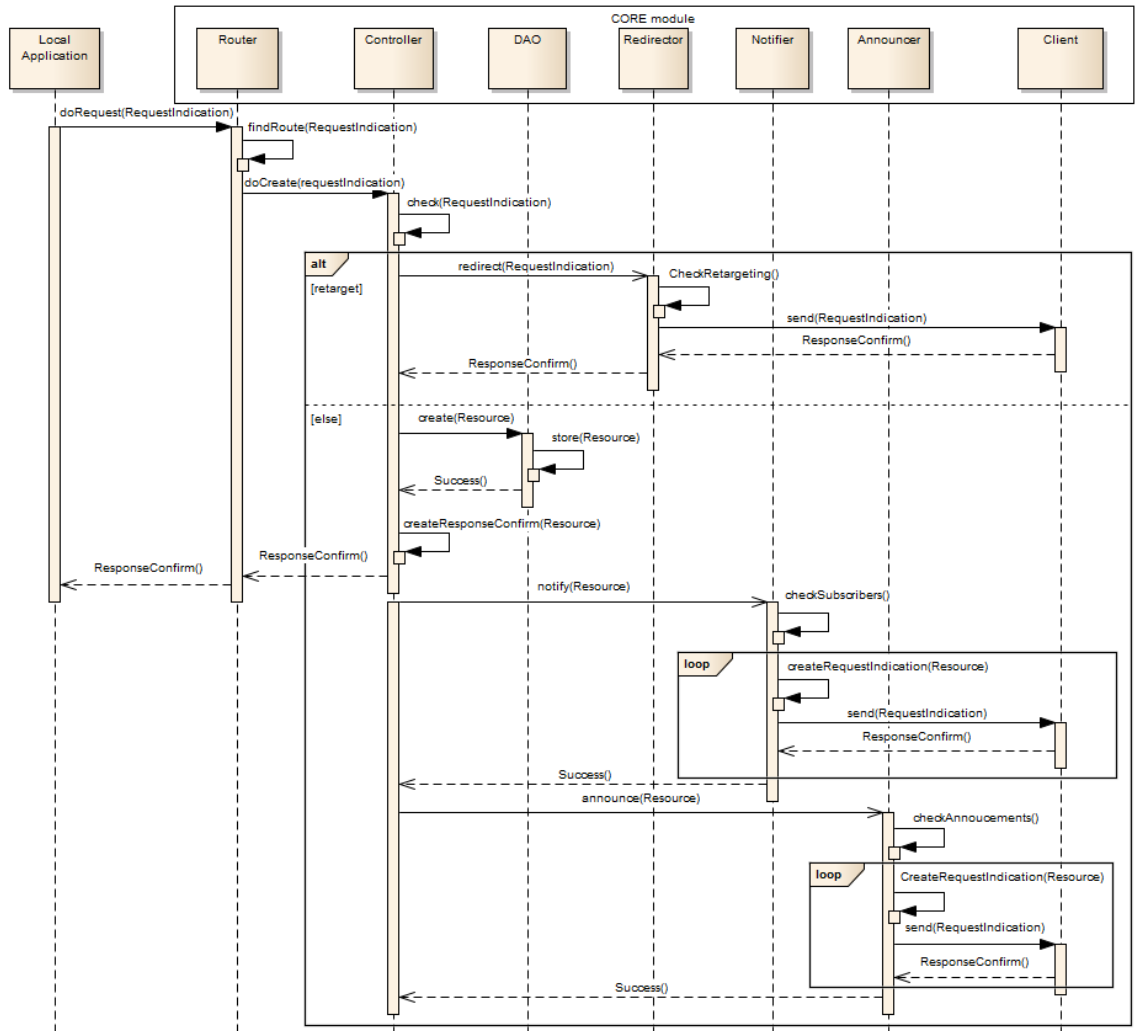 CORE module
Local
Application
Router
Controller
DAO
Redirector
Notifier
Announcer
Client
doRequest(RequestIndication)
findRoute(RequestIndication)
doCreate(requestIndication)
check(RequestIndication)
alt
redirect(RequestIndication)
CheckRetargeting()
[retarget]
send(RequestIndication)
ResponseConfirm()
ResponseConfirm()
[else]
create(Resource)
store(Resource)
Success()
createResponseConfirm(Resource)
ResponseConfirm()
ResponseConfirm()
notify(Resource)
checkSubscribers()
loop
createRequestIndication(Resource)
send(RequestIndication)
ResponseConfirm()
Success()
announce(Resource)
checkAnnoucements()
loop
CreateRequestIndication(Resource)
send(RequestIndication)
ResponseConfirm()
Success()